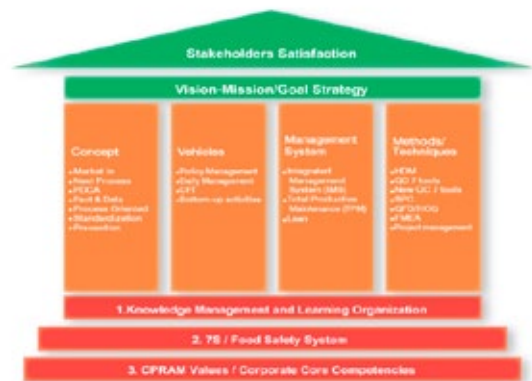 Stakeholders Satisfaction
Vision-Mission/Goal Strategy
Concept
Market in
Next Process
PDCA
Fact & Data
Process Oriented
Standardization
Prevention
Vehicles
Policy Management
Daily Management
CFT
Bottom-up activities
Management
System
Integrated
Management
System (IMS)
Total Productive
Maintenance (TPM)
Lean
Methods/
Techniques
QC 7 tools
New QC 7 tools
SPC
FMEA
Project management
1.Knowledge Management and Learning Organization
2. 7S / Food Safety System
3. CPRAM Values / Corporate Core Competencies